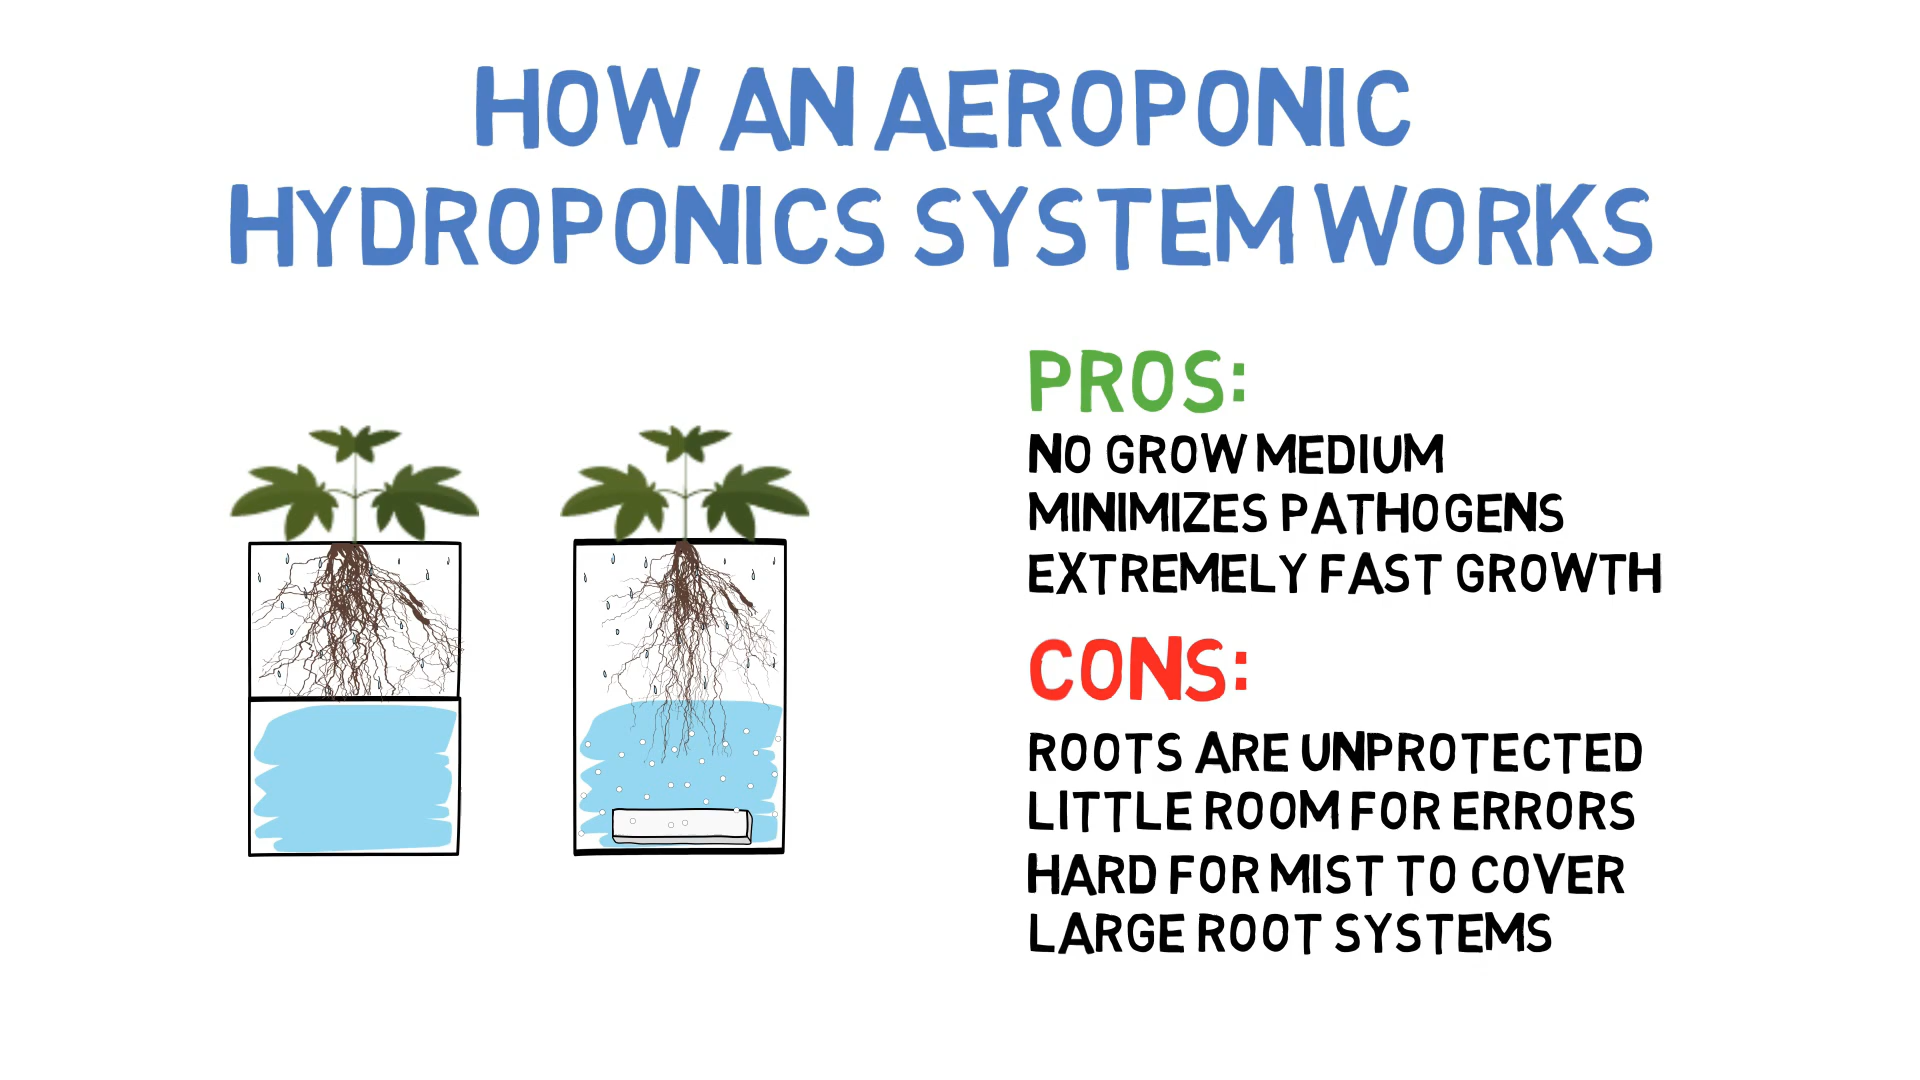 HOW AN AEROPONIC
HYDROPONICS SYSTEM WORKS
PROS:
NO GROW MEDIUM
MINIMIZES PATHOGENS
EXTREMELY FAST GROWTH
CONS:
ROOTS ARE UNPROTECTED
LITTLE ROOM FOR ERRORS
HARD FOR MIST TO COVER
LARGE ROOT SYSTEMS